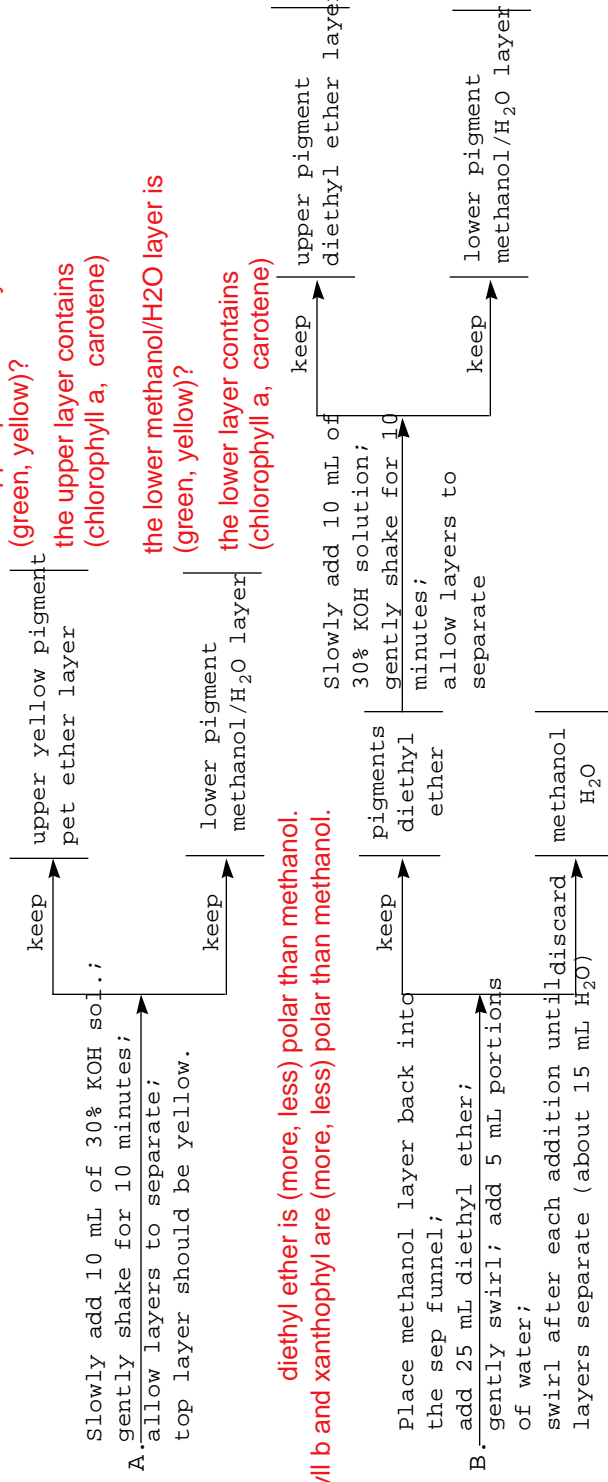 (green, yellow)?
the upper layer contains
(chlorophyll a, carotene)
the lower methanol/H2O layer is
(green, yellow)?
the lower layer contains
(chlorophyll a, carotene)
A.
Slowly add 10 mL of 30% KOH sol.;
gently shake for 10 minutes;
allow layers to separate;
top layer should be yellow.
keep
upper yellow pigment
pet ether layer
keep
lower pigment
methanol/H₂O layer
diethyl ether is (more, less) polar than methanol.
b and xanthophyl are (more, less) polar than methanol.
B.
Place methanol layer back into
the sep funnel;
add 25 mL diethyl ether;
gently swirl; add 5 mL portions
of water;
swirl after each addition until
layers separate (about 15 mL H₂O)
keep
pigments
diethyl
ether
discard
methanol
H₂O
Slowly add 10 mL of
30% KOH solution;
gently shake for 10
minutes;
allow layers to
separate
keep
upper pigment
diethyl ether layer
keep
lower pigment
methanol/H₂O layer